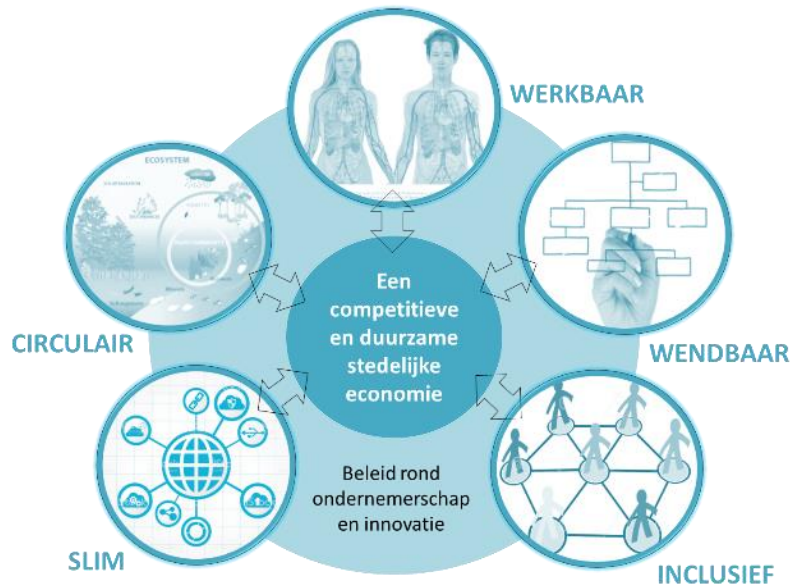 WERKBAAR
ECOSYSTEM
Een
competitieve
en duurzame
stedelijke
economie
CIRCULAIR
WENDBAAR
Beleid rond
ondernemerschap
en innovatie
SLIM
INCLUSIEF